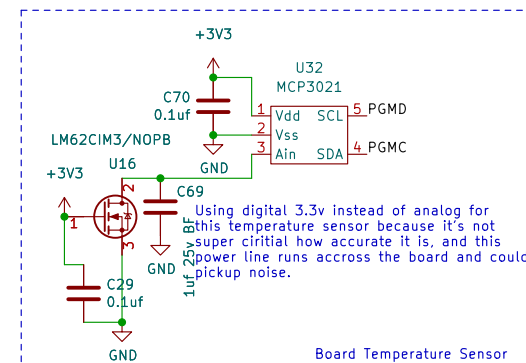 +3V3
U32
MCP3021
C70
0.1uf
1 Vdd SCL 5 PGMD
2 Vss
3 Ain SDA 4 PGMC
GND
LM62CIM3/NOPB
U16
+3V3
2
1
3
C69
1uf 25v BF
GND
C29
0.1uf
GND
Using digital 3.3v instead of analog for
this temperature sensor because it's not
super ciritial how accurate it is, and this
power line runs accross the board and could
pickup noise.
Board Temperature Sensor